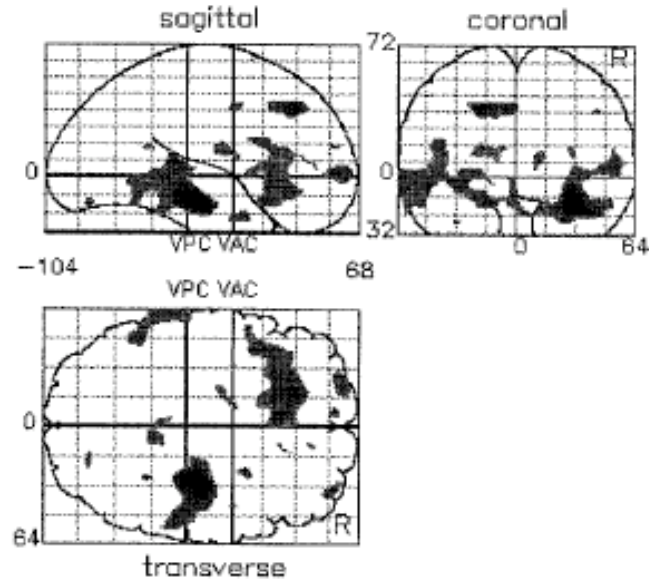 sagittal
coronal
72
R
0
0
VPC VAC
32
0
64
-104
68
VPC VAC
0
64
R
transverse